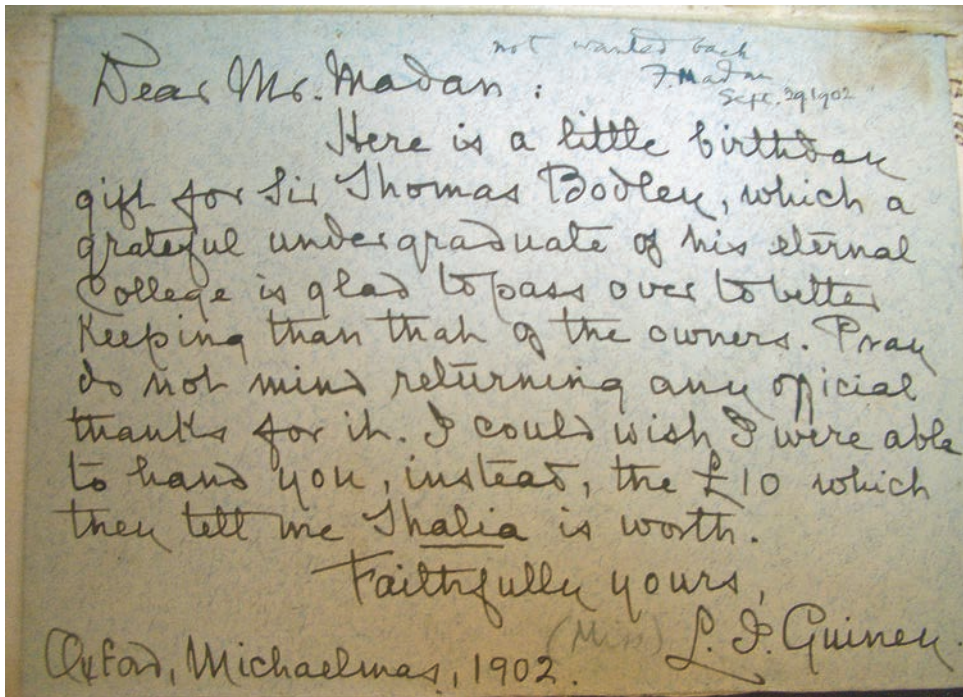 not wanted back
F. Madan
Sept. 29, 1902
Dear Mr. Madan :
Here is a little birthday
gift for Sir Thomas Bodley, which a
grateful undergraduate of his eternal
College is glad to pass over to better
keeping than that of the owners. Pray
do not mind returning any official
thanks for it. I could wish I were able
to hand you, instead, the £10 which
they tell me Thalia is worth.
Faithfully yours,
(Miss) L. I. Guiney.
Oxford, Michaelmas, 1902.